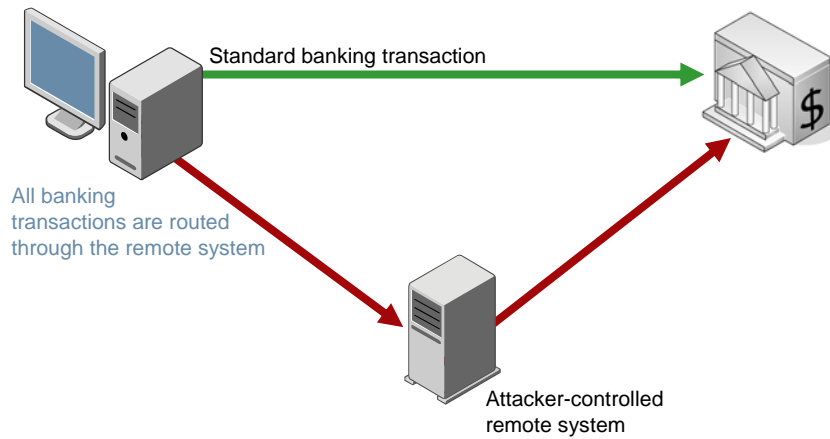 Standard banking transaction
$
All banking
transactions are routed
through the remote system
Attacker-controlled
remote system